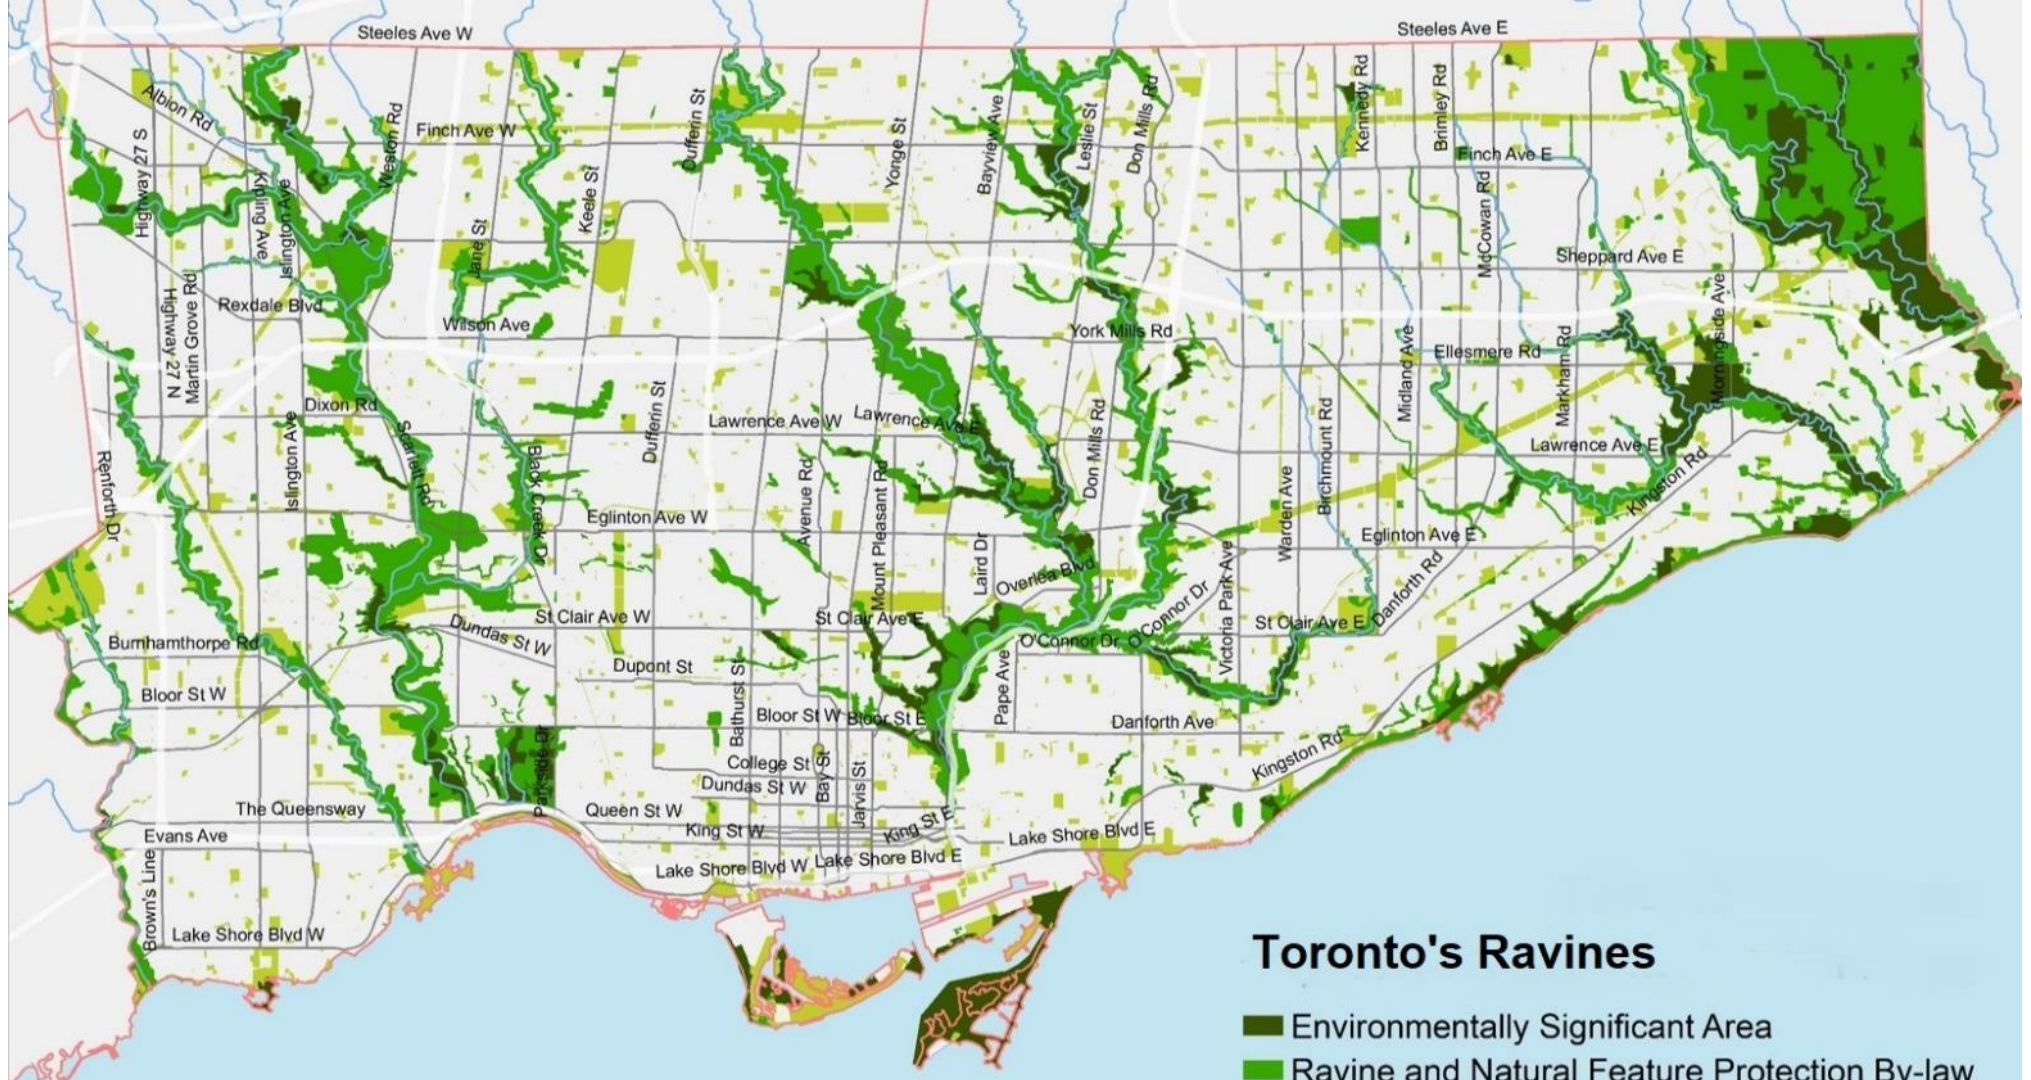 Steeles Ave W
Steeles Ave E
Albion Rd
Highway 27 S
Kipling Ave
Islington Ave
Weston Rd
Finch Ave W
Jane St
Keele St
Dufferin St
Yonge St
Bayview Ave
Leslie St
Don Mills Rd
Kennedy Rd
Brimley Rd
Finch Ave E
McCowan Rd
Sheppard Ave E
Morningside Ave
Highway 27 N
Martin Grove Rd
Rexdale Blvd
Wilson Ave
York Mills Rd
Midland Ave
Ellesmere Rd
Markham Rd
Dixon Rd
Scarlett Rd
Islington Ave
Renforth Dr
Black Creek Dr
Dufferin St
Lawrence Ave W
Lawrence Ave E
Avenue Rd
Mount Pleasant Rd
Don Mills Rd
Warden Ave
Birchmount Rd
Lawrence Ave E
Kingston Rd
Eglinton Ave W
Eglinton Ave E
Laird Dr
Overlea Blvd
O'Connor Dr
O'Connor Dr
Victoria Park Ave
St Clair Ave E
Danforth Rd
Burnhamthorpe Rd
Dundas St W
St Clair Ave W
St Clair Ave E
Dupont St
Bathurst St
Pape Ave
Bloor St W
Bloor St W
Bloor St E
Danforth Ave
Kingston Rd
Parkside Dr
College St
Dundas St W
Bay St
Jarvis St
The Queensway
Evans Ave
Queen St W
King St W
King St E
Lake Shore Blvd E
Lake Shore Blvd W
Lake Shore Blvd E
Brown's Line
Lake Shore Blvd W
Toronto's Ravines
Environmentally Significant Area
Ravine and Natural Feature Protection By-law